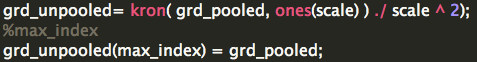 grd_unpooled= kron( grd_pooled, ones(scale) ) ./ scale ^ 2);
%max_index
grd_unpooled(max_index) = grd_pooled;